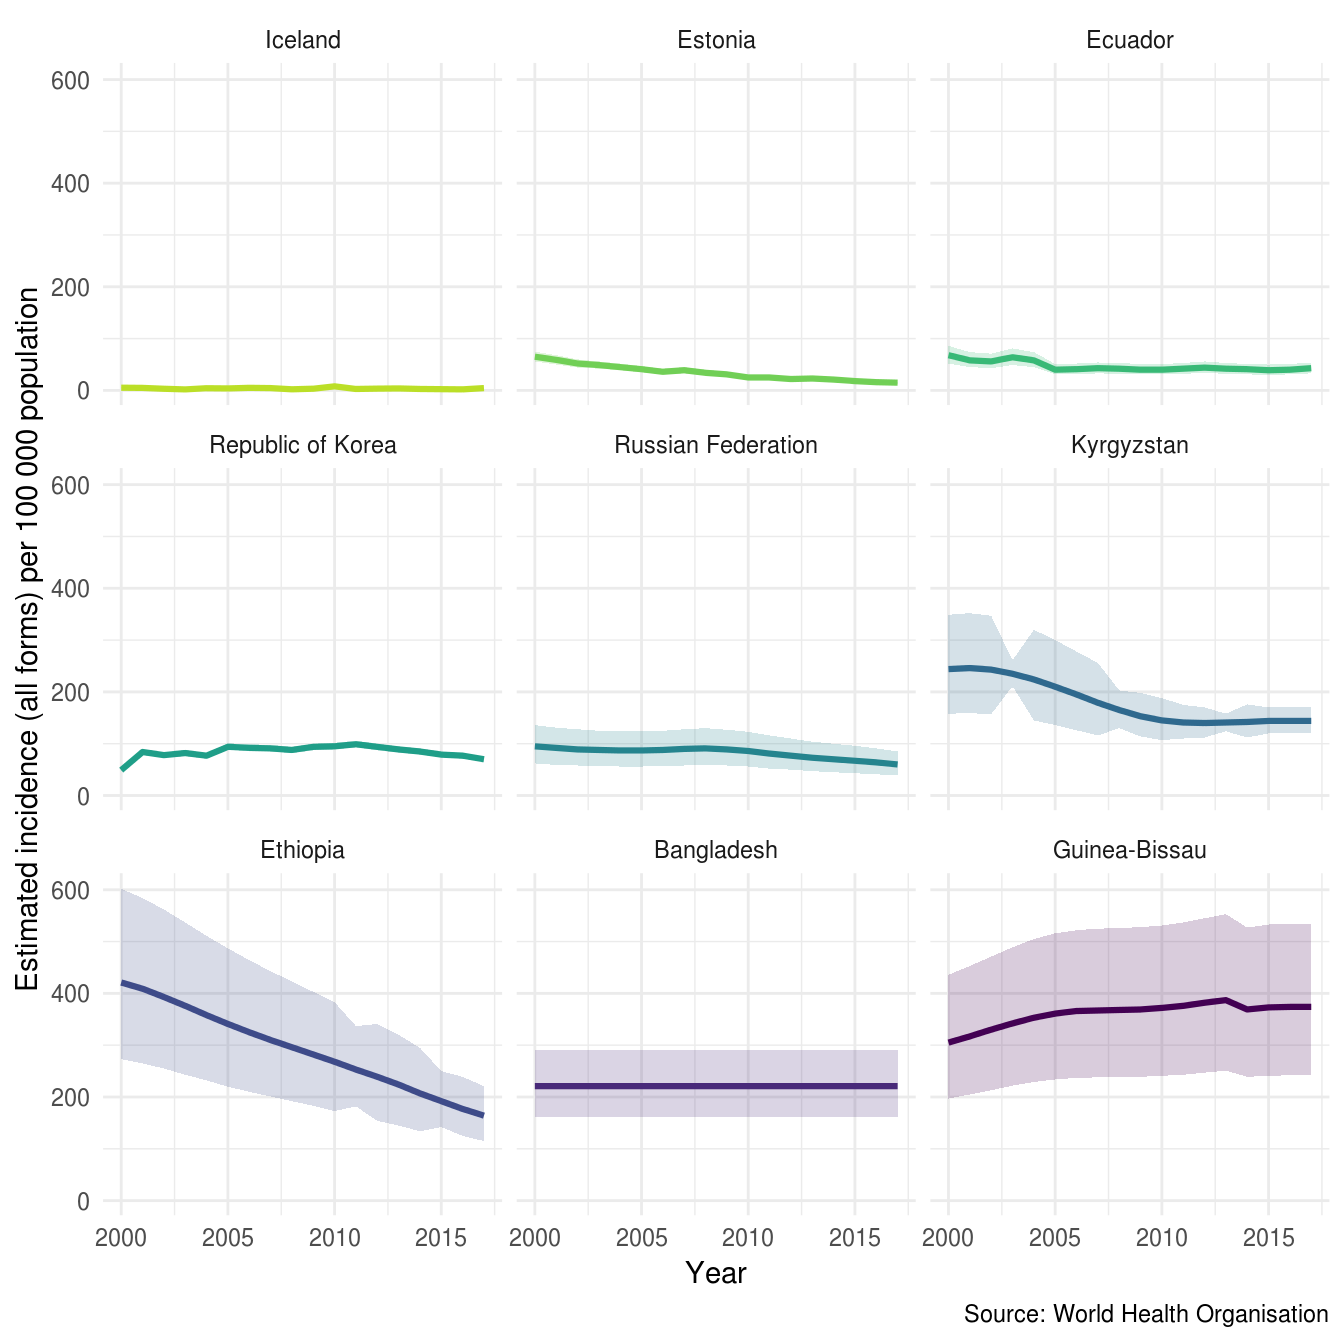 Iceland Estonia Ecuador
600
400
200
0
Republic of Korea Russian Federation Kyrgyzstan
600
400
200
0
Ethiopia Bangladesh Guinea-Bissau
600
400
200
0
2000 2005 2010 2015 2000 2005 2010 2015 2000 2005 2010 2015
Estimated incidence (all forms) per 100 000 population
Year
Source: World Health Organisation